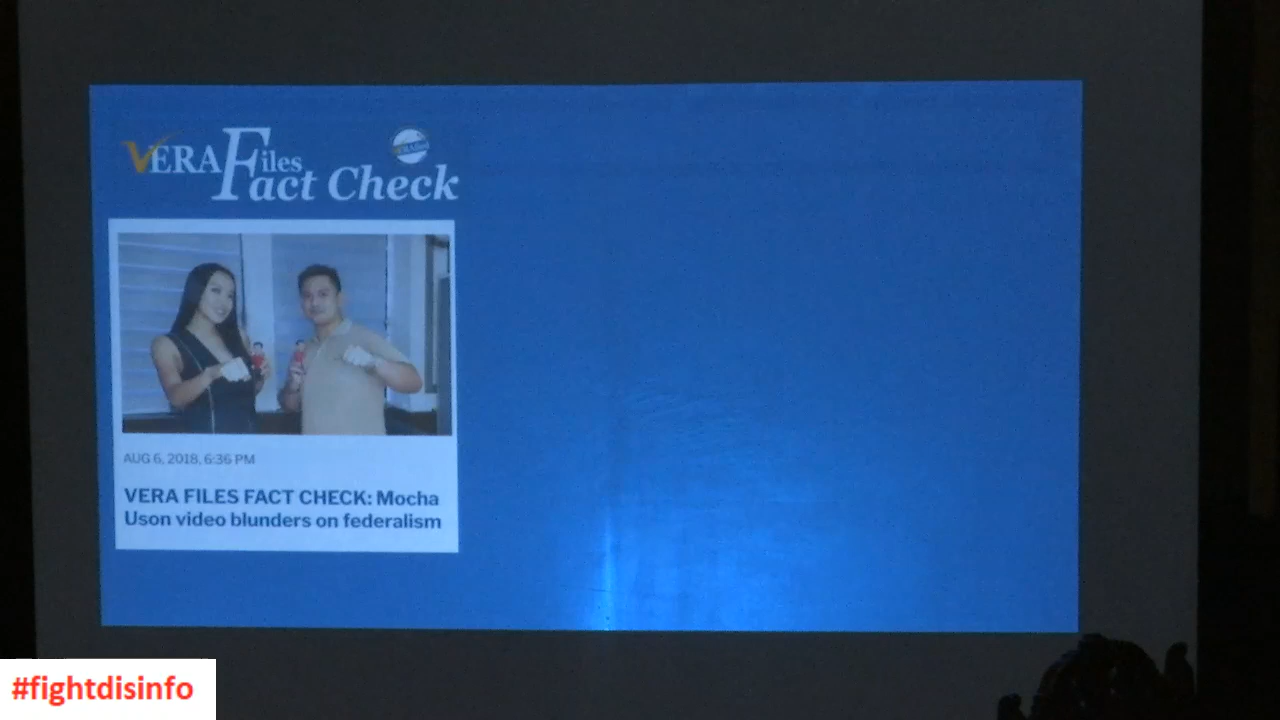 VERA Files
Fact Check
AUG 6, 2018, 6:36 PM
VERA FILES FACT CHECK: Mocha
Uson video blunders on federalism
#fightdisinfo